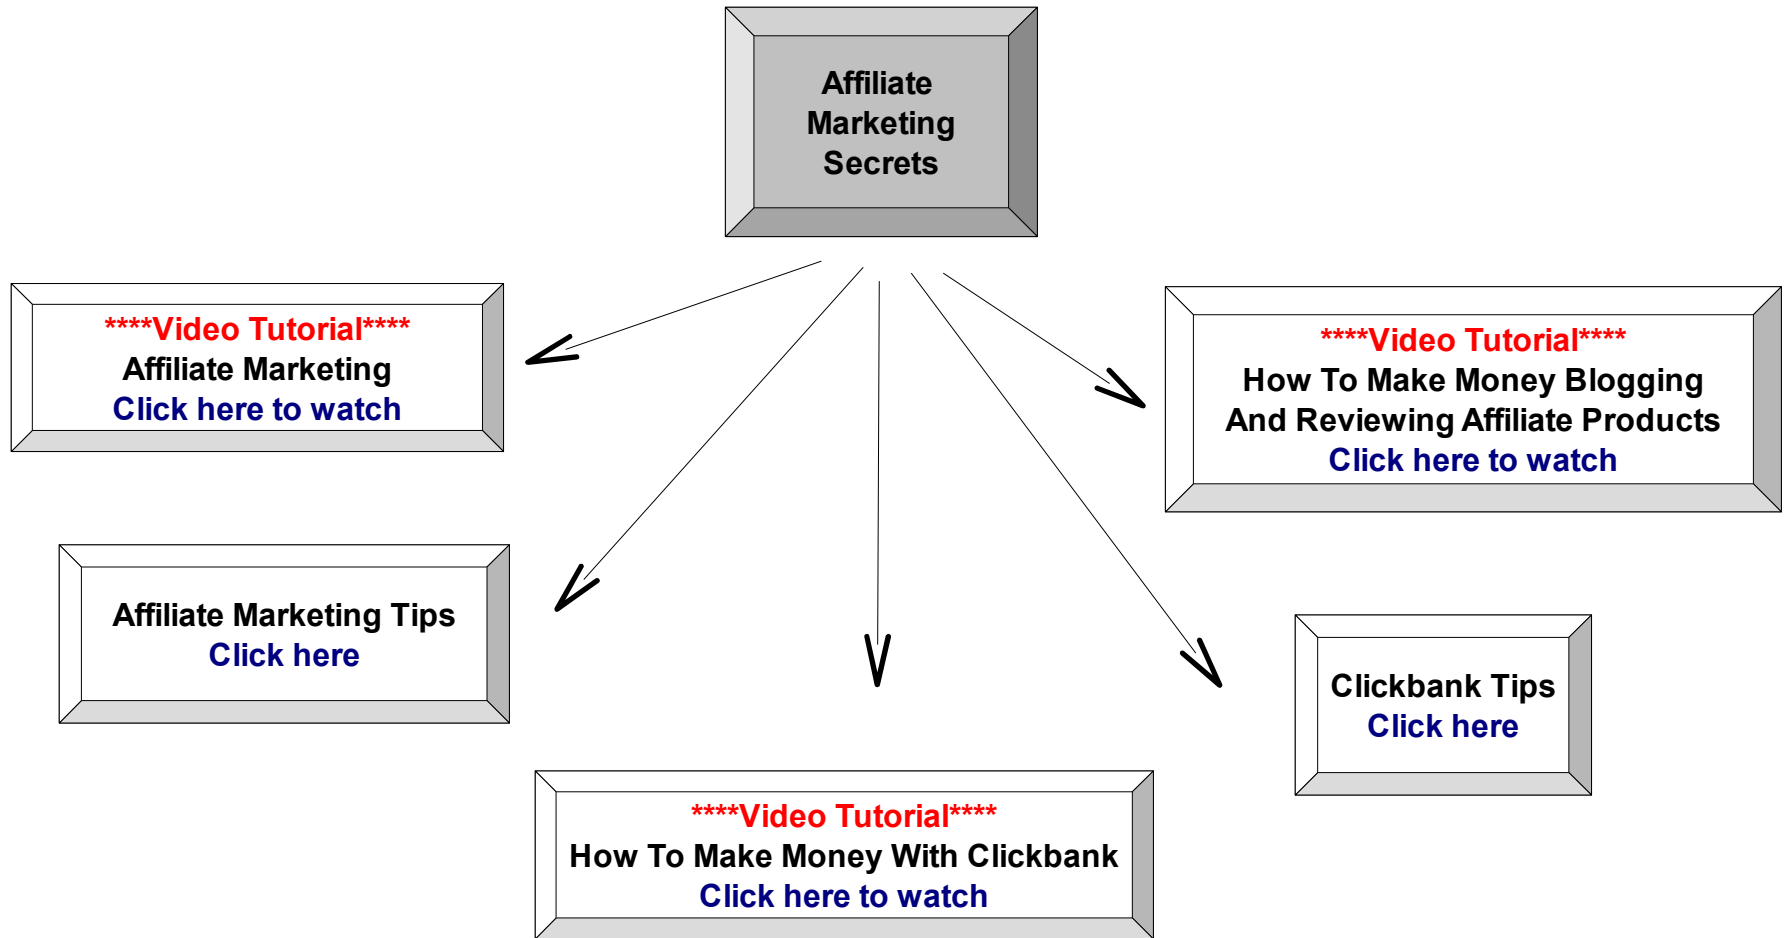 Affiliate
Marketing
Secrets
****Video Tutorial****
Affiliate Marketing
Click here to watch
****Video Tutorial****
How To Make Money Blogging
And Reviewing Affiliate Products
Click here to watch
Affiliate Marketing Tips
Click here
Clickbank Tips
Click here
****Video Tutorial****
How To Make Money With Clickbank
Click here to watch